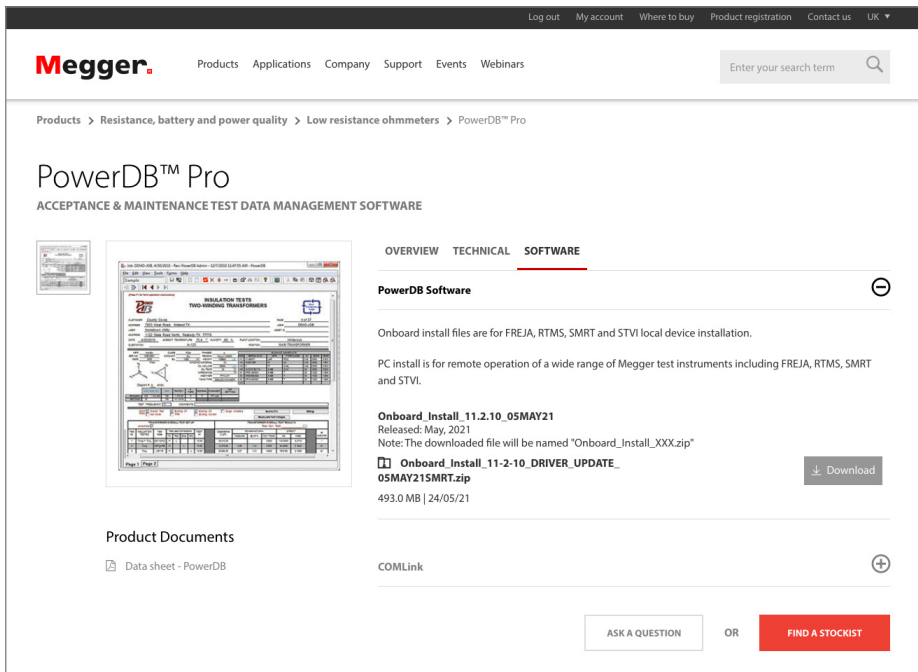 Log out My account Where to buy Product registration Contact us UK
Megger.
Products Applications Company Support Events Webinars
Enter your search term
Products > Resistance, battery and power quality > Low resistance ohmmeters > PowerDB™ Pro
PowerDB™ Pro
ACCEPTANCE & MAINTENANCE TEST DATA MANAGEMENT SOFTWARE
OVERVIEW TECHNICAL SOFTWARE
PowerDB Software
Onboard install files are for FREJA, RTMS, SMRT and STVI local device installation.
PC install is for remote operation of a wide range of Megger test instruments including FREJA, RTMS, SMRT
and STVI.
Onboard_Install_11.2.10_05MAY21
Released: May, 2021
Note: The downloaded file will be named "Onboard_Install_XXX.zip"
Onboard_Install_11-2-10_DRIVER_UPDATE_
05MAY21SMRT.zip
Download
493.0 MB | 24/05/21
INSULATION TESTS
TWO-WINDING TRANSFORMERS
Page 1 Page 2
Product Documents
Data sheet - PowerDB
COMLink
ASK A QUESTION OR FIND A STOCKIST